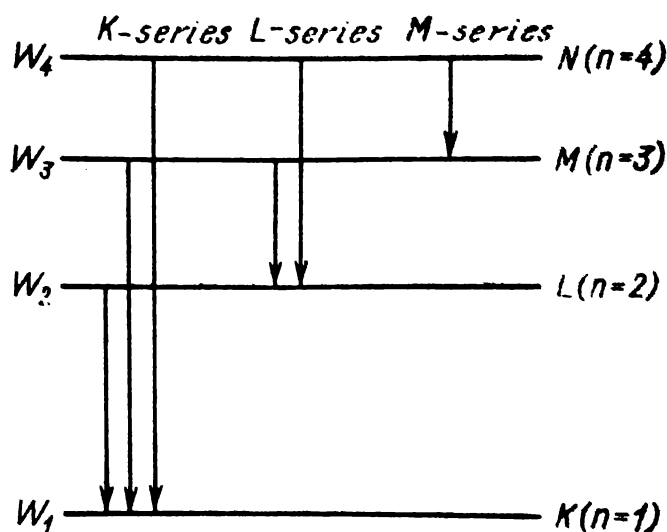 K-series L-series M-series
W₄ N(n=4)
W₃ M(n=3)
W₂ L(n=2)
W₁ K(n=1)